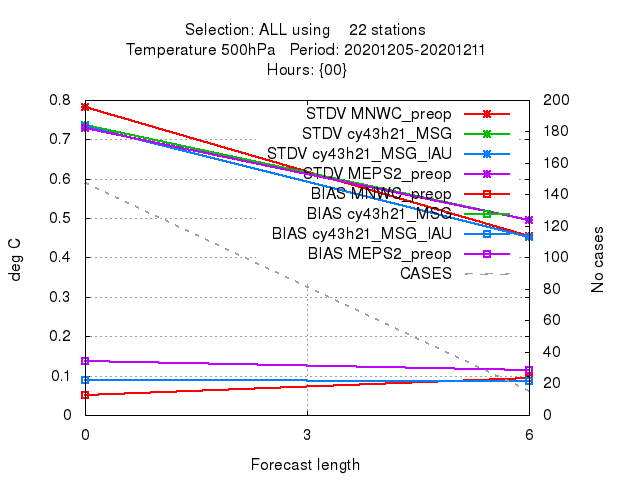 Selection: ALL using 22 stations
Temperature 500hPa Period: 20201205-20201211
Hours: {00}
0.8
0.7
0.6
0.5
0.4
0.3
0.2
0.1
0
200
180
160
140
120
100
80
60
40
20
0
deg C
No cases
STDV MNWC_preop
STDV cy43h21_MSG
STDV cy43h21_MSG_IAU
STDV MEPS2_preop
BIAS MNWC_preop
BIAS cy43h21_MSG
BIAS cy43h21_MSG_IAU
BIAS MEPS2_preop
CASES
0 3 6
Forecast length